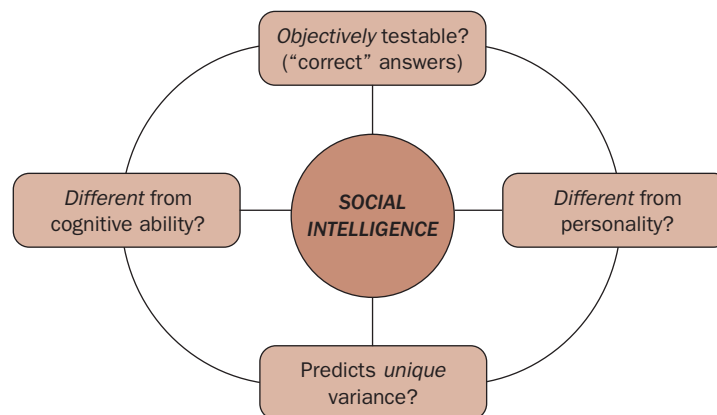 Objectively testable?
(“correct” answers)
Different from
cognitive ability?
SOCIAL
INTELLIGENCE
Different from
personality?
Predicts unique
variance?